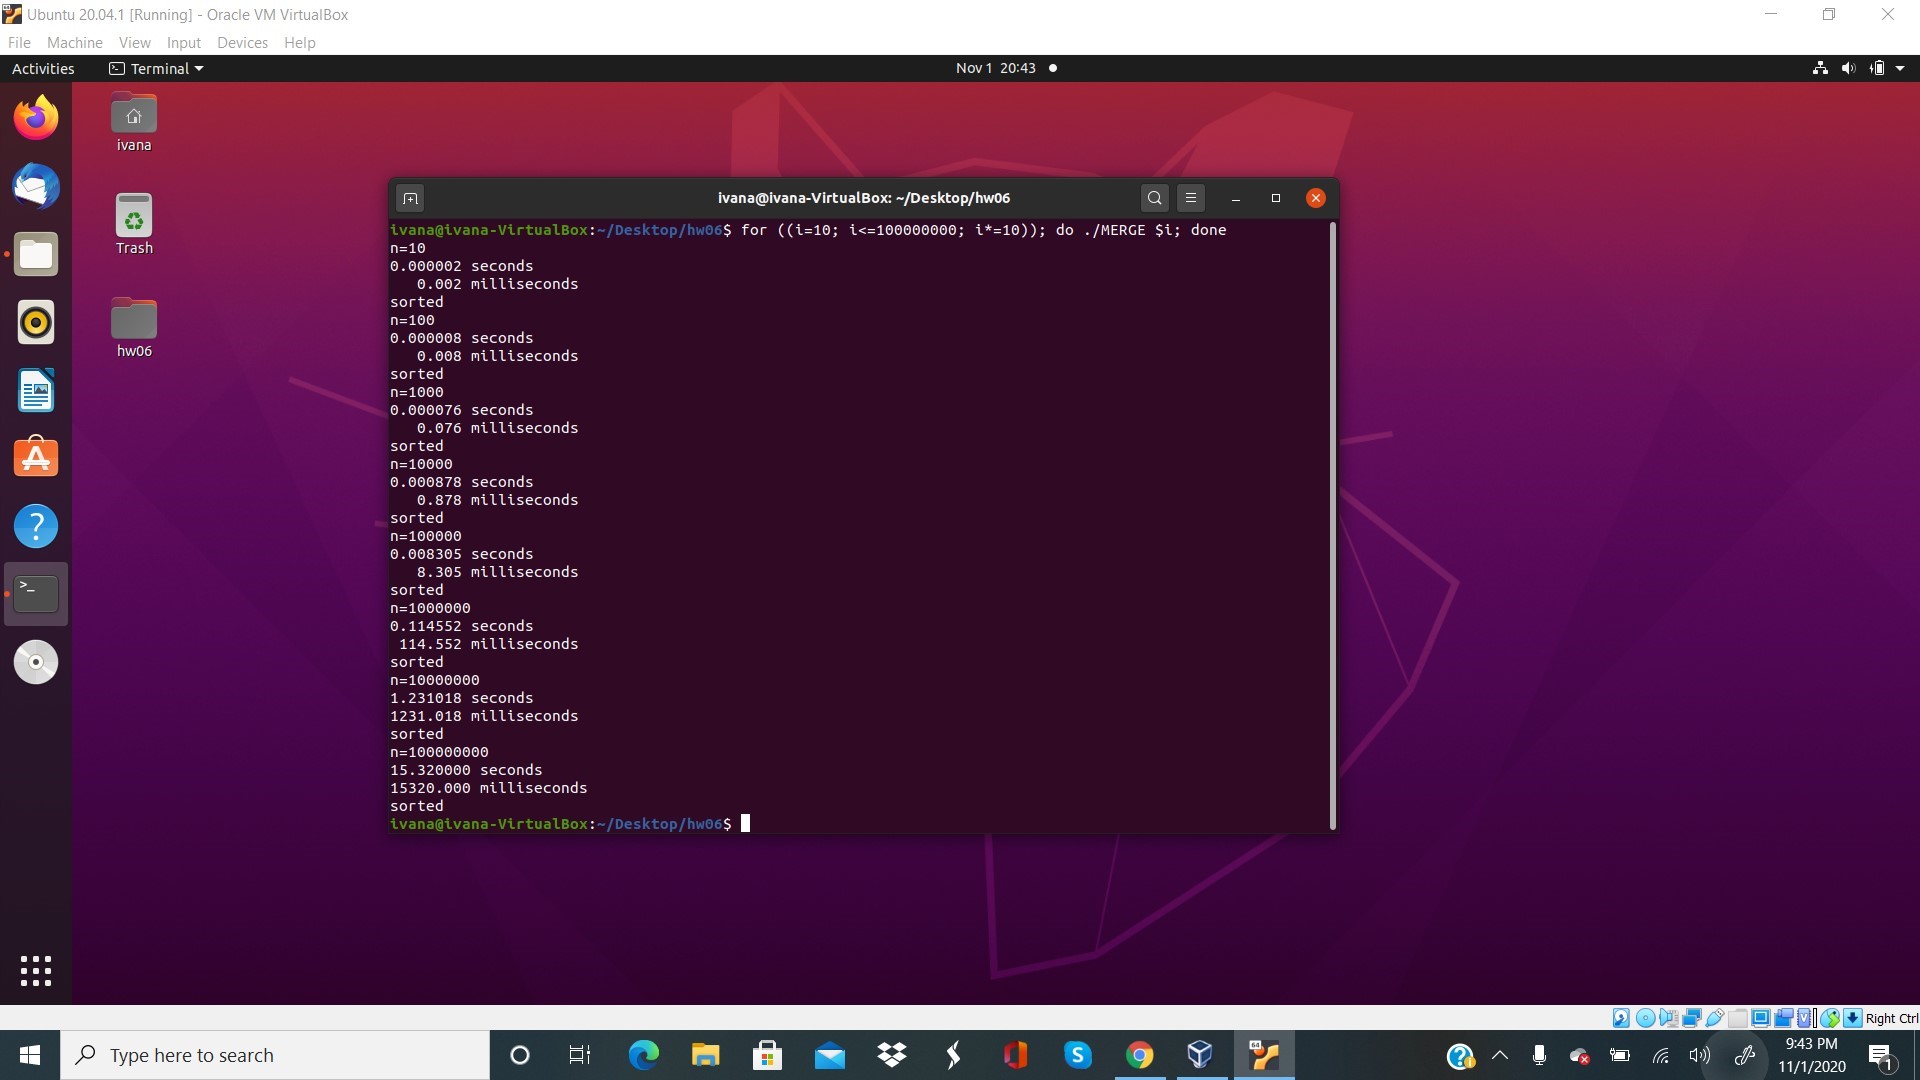 Ubuntu 20.04.1 [Running] - Oracle VM VirtualBox
File Machine View Input Devices Help
Activities Terminal Nov 1 20:43
ivana
Trash
hw06
ivana@ivana-VirtualBox: ~/Desktop/hw06
ivana@ivana-VirtualBox:~/Desktop/hw06$ for ((i=10; i<=100000000; i*=10)); do ./MERGE $i; done
n=10
0.000002 seconds
0.002 milliseconds
sorted
n=100
0.000008 seconds
0.008 milliseconds
sorted
n=1000
0.000076 seconds
0.076 milliseconds
sorted
n=10000
0.000878 seconds
0.878 milliseconds
sorted
n=100000
0.008305 seconds
8.305 milliseconds
sorted
n=1000000
0.114552 seconds
114.552 milliseconds
sorted
n=10000000
1.231018 seconds
1231.018 milliseconds
sorted
n=100000000
15.320000 seconds
15320.000 milliseconds
sorted
ivana@ivana-VirtualBox:~/Desktop/hw06$
Right Ctrl
Type here to search
64
9:43 PM
11/1/2020
1